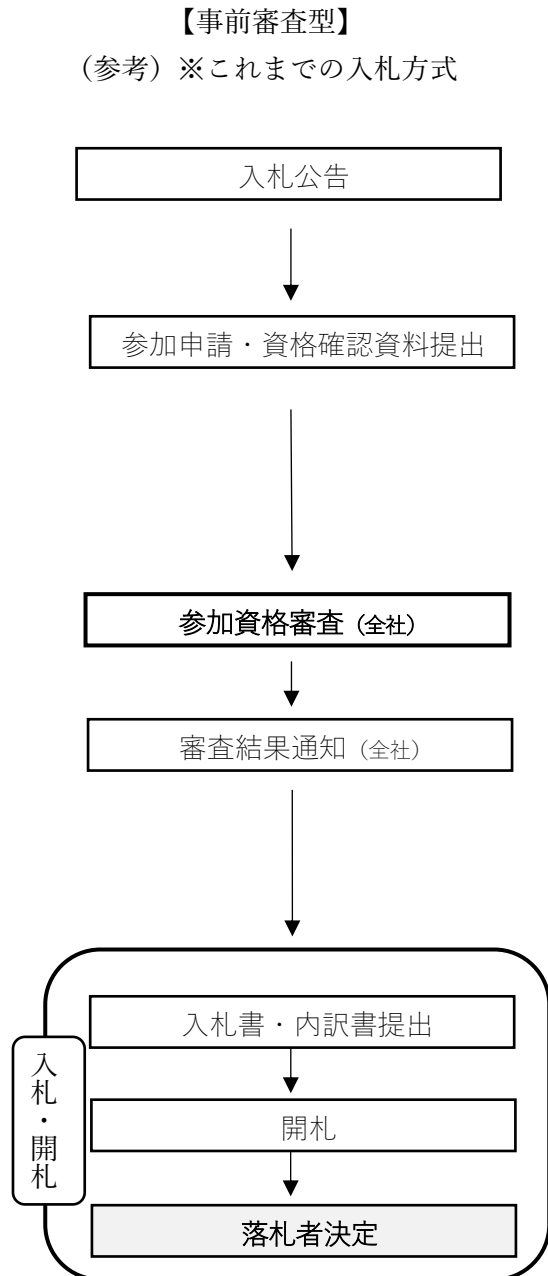 【事前審査型】
（参考）※これまでの入札方式
入札公告
参加申請・資格確認資料提出
参加資格審査（全社）
審査結果通知（全社）
入札・開札
入札書・内訳書提出
開札
落札者決定